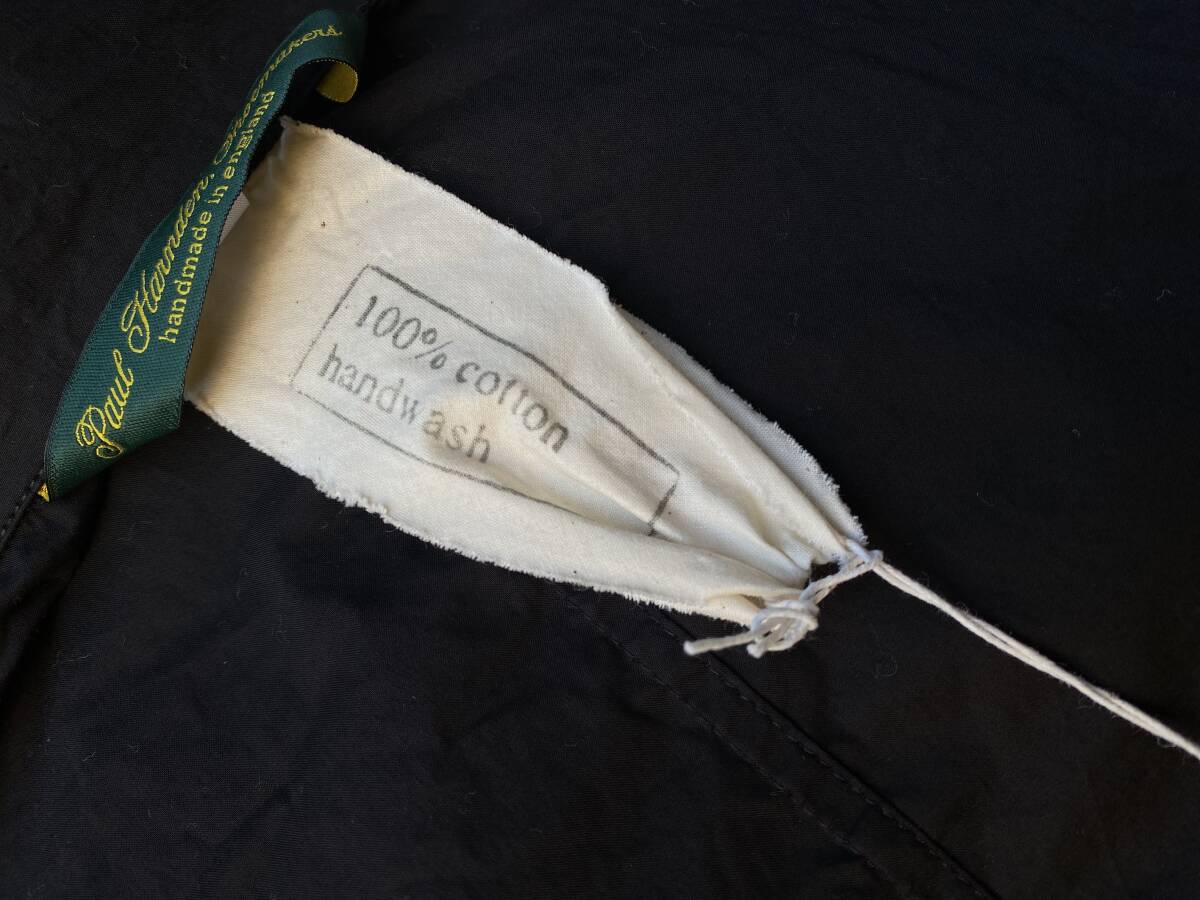 Paul Harnden. Shoemakers.
handmade in england
100% cotton
handwash